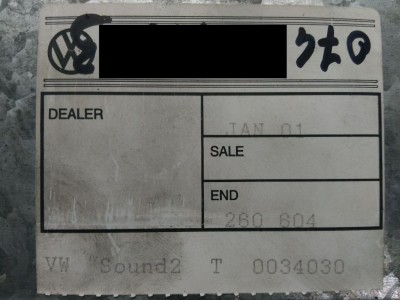 DEALER
JAN 01
SALE
END
260 604
VW Sound2 T 0034030